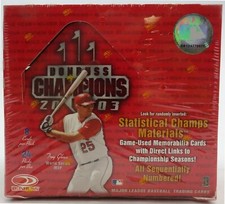 DONRUSS
CHAMPIONS
2003
Look for randomly inserted
Statistical Champs
Materials
Game-Used Memorabilia Cards
with Direct Links to
Championship Seasons!
All Sequentially
Numbered!
25
MAJOR LEAGUE BASEBALL TRADING CARDS